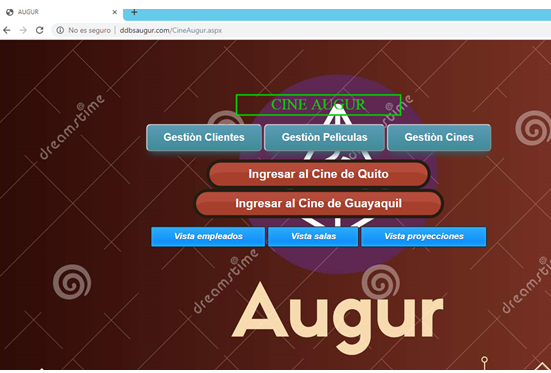 AUGUR
No es seguro | ddbsaugur.com/CineAugur.aspx
CINE AUGUR
Gestiòn Clientes Gestiòn Pelìculas Gestiòn Cines
Ingresar al Cine de Quito
Ingresar al Cine de Guayaquil
Vista empleados Vista salas Vista proyecciones
dreamstime
dreamstime
dreamstime
dreamstime
Augur